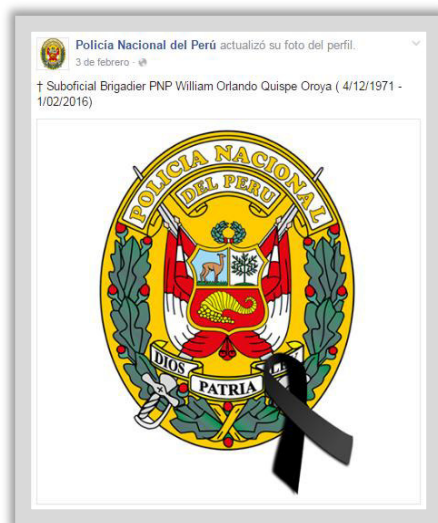 Policía Nacional del Perú actualizó su foto del perfil.
3 de febrero ·
† Suboficial Brigadier PNP William Orlando Quispe Oroya ( 4/12/1971 -
1/02/2016)
POLICIA NACIONAL
DEL PERU
DIOS
PATRIA